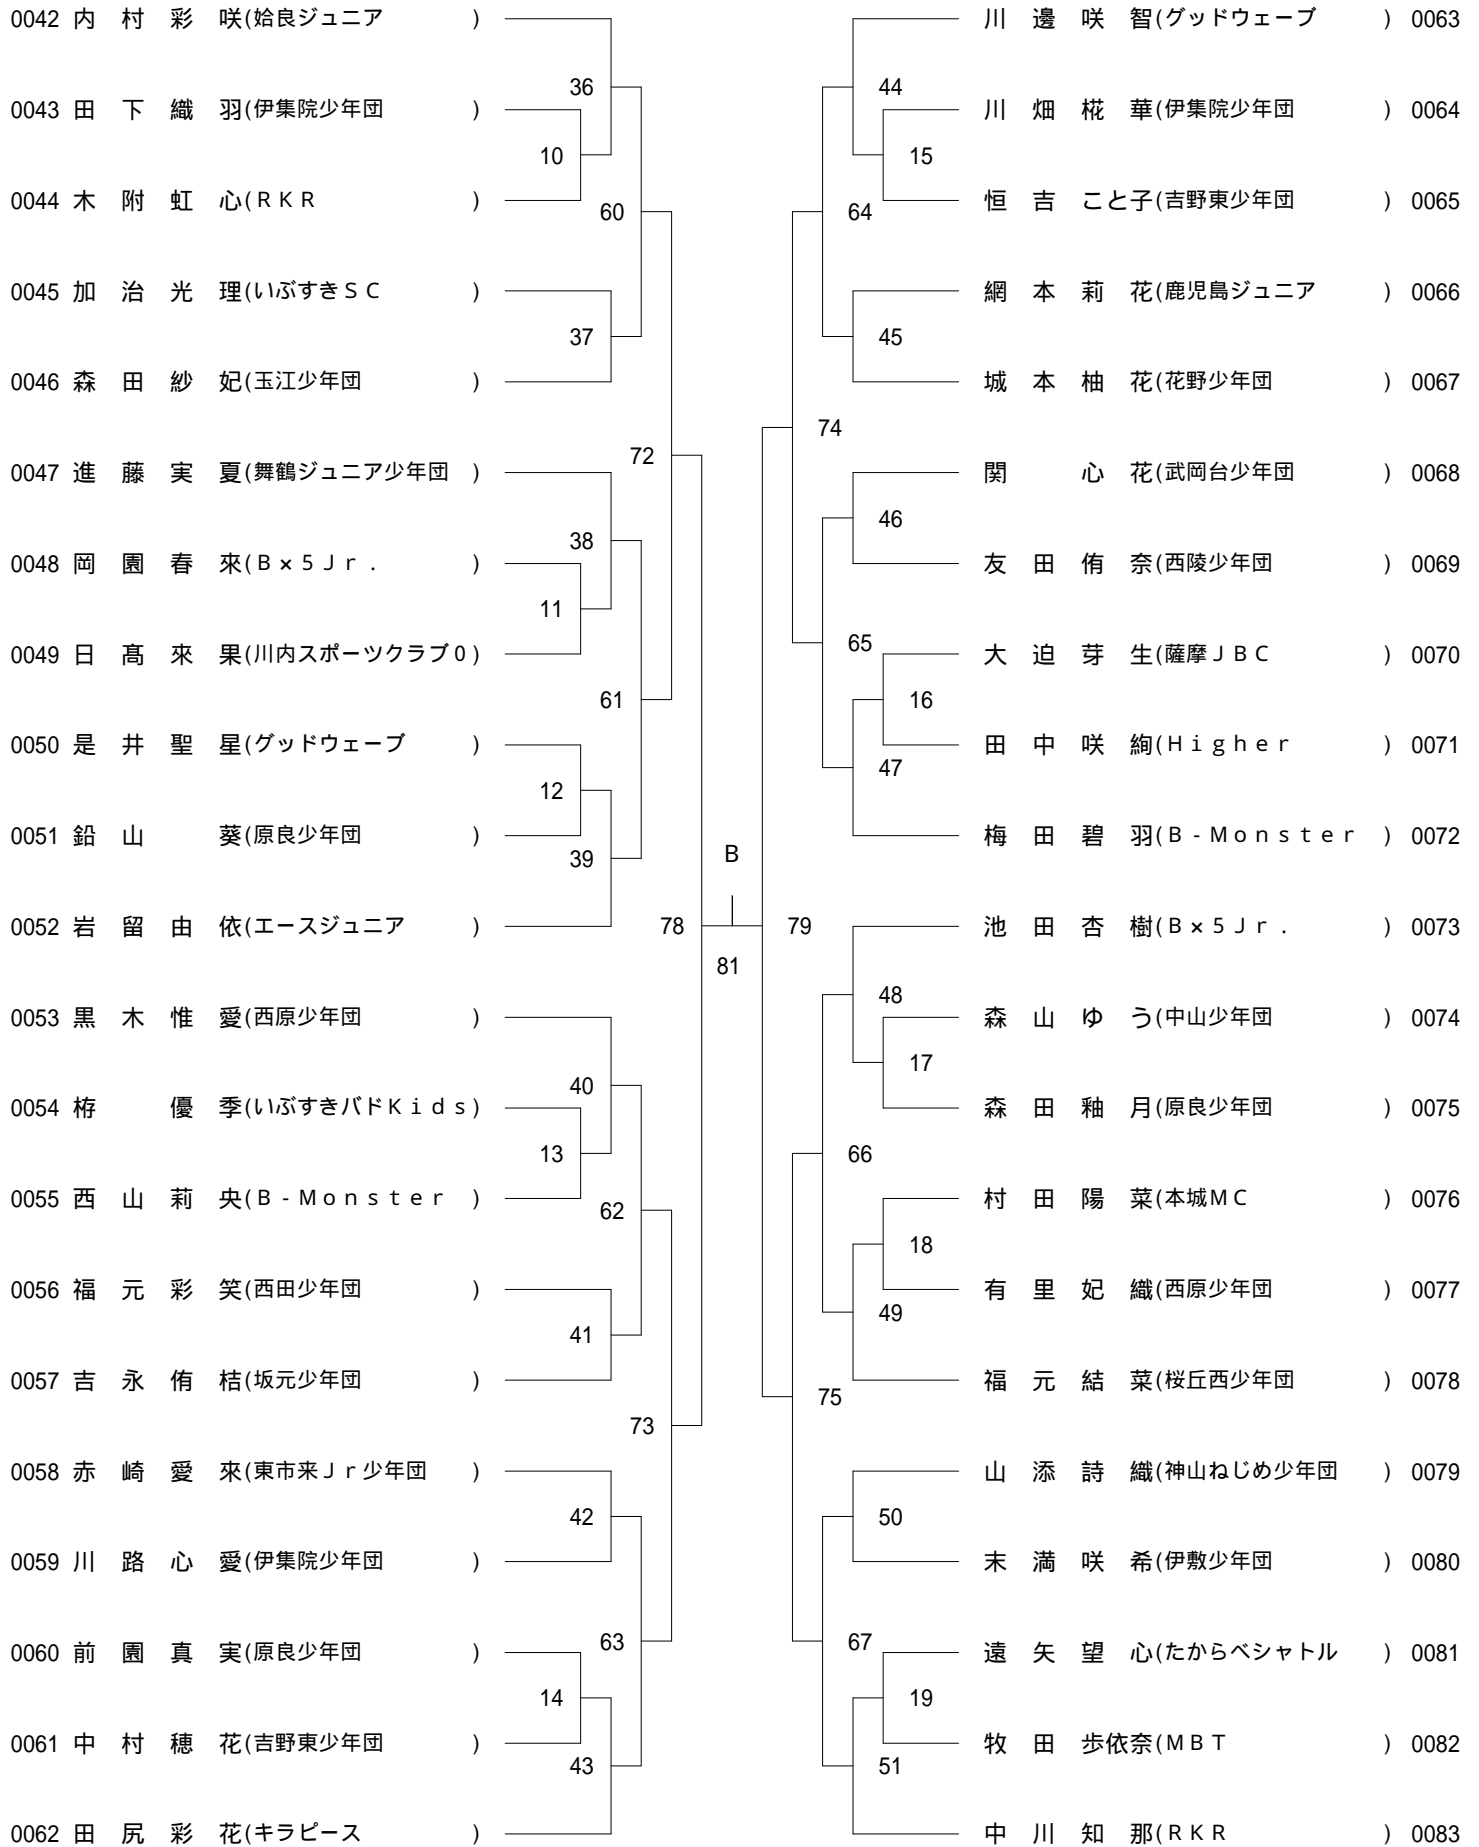 0042 内 村 彩 咲(姶良ジュニア
36
0043 田 下 織 羽(伊集院少年団 )
10
0044 木 附 虹 心(ＲＫＲ )
60
0045 加 治 光 理(いぶすきＳＣ )
37
0046 森 田 紗 妃(玉江少年団 )
72
0047 進 藤 実 夏(舞鶴ジュニア少年団 )
38
0048 岡 園 春 來(Ｂ×５Ｊｒ． )
11
0049 日 髙 來 果(川内スポーツクラブ０)
61
0050 是 井 聖 星(グッドウェーブ )
12
0051 鉛 山 葵(原良少年団 )
39
0052 岩 留 由 依(エースジュニア )
78
0053 黒 木 惟 愛(西原少年団 )
40
0054 栫 優 季(いぶすきバドＫｉｄｓ)
13
0055 西 山 莉 央(Ｂ‐Ｍｏｎｓｔｅｒ )
62
0056 福 元 彩 笑(西田少年団 )
41
0057 吉 永 侑 桔(坂元少年団 )
73
0058 赤 崎 愛 來(東市来Ｊｒ少年団 )
42
0059 川 路 心 愛(伊集院少年団 )
63
0060 前 園 真 実(原良少年団 )
14
0061 中 村 穂 花(吉野東少年団 )
43
0062 田 尻 彩 花(キラピース )
B
81
川 邊 咲 智(グッドウェーブ ) 0063
44
川 畑 椛 華(伊集院少年団 ) 0064
15
恒 吉 こと子(吉野東少年団 ) 0065
64
網 本 莉 花(鹿児島ジュニア ) 0066
45
城 本 柚 花(花野少年団 ) 0067
74
関 心 花(武岡台少年団 ) 0068
46
友 田 侑 奈(西陵少年団 ) 0069
65
大 迫 芽 生(薩摩ＪＢＣ ) 0070
16
田 中 咲 絢(Ｈｉｇｈｅｒ ) 0071
47
梅 田 碧 羽(Ｂ‐Ｍｏｎｓｔｅｒ ) 0072
79
池 田 杏 樹(Ｂ×５Ｊｒ． ) 0073
48
森 山 ゆ う(中山少年団 ) 0074
17
森 田 釉 月(原良少年団 ) 0075
66
村 田 陽 菜(本城ＭＣ ) 0076
18
有 里 妃 織(西原少年団 ) 0077
49
福 元 結 菜(桜丘西少年団 ) 0078
75
山 添 詩 織(神山ねじめ少年団 ) 0079
50
末 満 咲 希(伊敷少年団 ) 0080
67
遠 矢 望 心(たからべシャトル ) 0081
19
牧 田 歩依奈(ＭＢＴ ) 0082
51
中 川 知 那(ＲＫＲ ) 0083